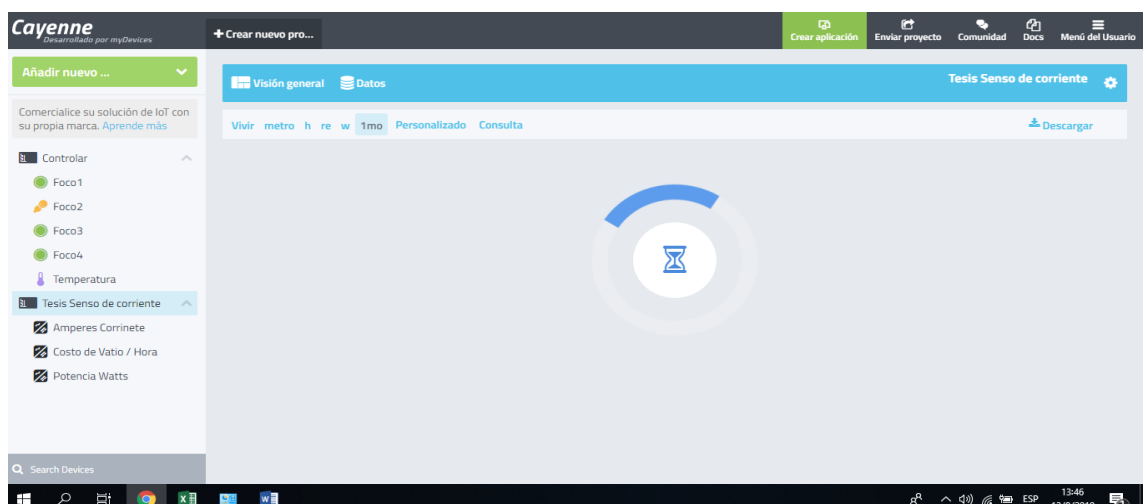 Cayenne
Desarrollado por myDevices
+ Crear nuevo pro...
Crear aplicación
Enviar proyecto
Comunidad
Docs
Menú del Usuario
Añadir nuevo ...
Comercialice su solución de IoT con
su propia marca. Aprende más
Controlar
Foco1
Foco2
Foco3
Foco4
Temperatura
Tesis Senso de corriente
Amperes Corrinete
Costo de Vatio / Hora
Potencia Watts
Search Devices
Visión general
Datos
Tesis Senso de corriente
Vivir metro h re w 1mo Personalizado Consulta
Descargar
ESP
13:46